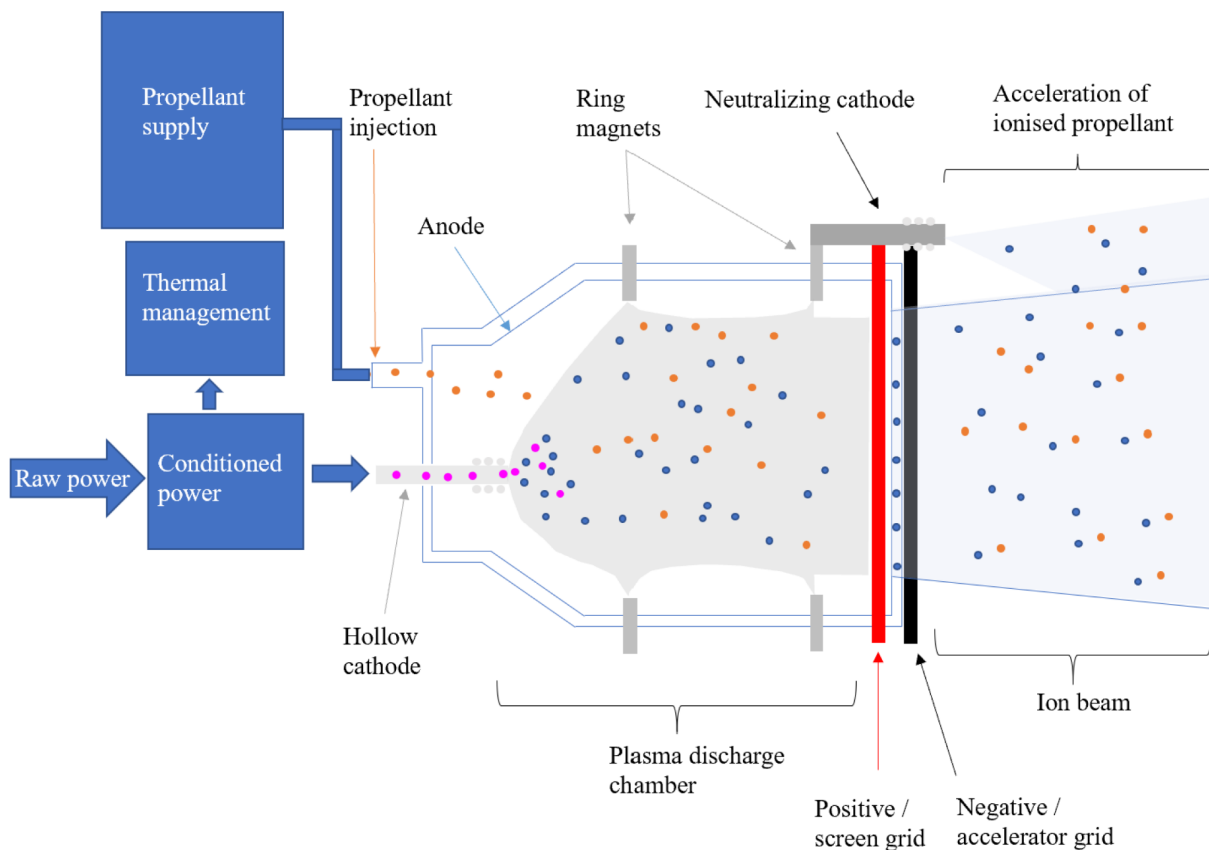 Propellant
supply
Propellant
injection
Ring
magnets
Neutralizing cathode
Acceleration of
ionised propellant
Anode
Thermal
management
Raw power
Conditioned
power
Hollow
cathode
Plasma discharge
chamber
Ion beam
Positive /
screen grid
Negative /
accelerator grid